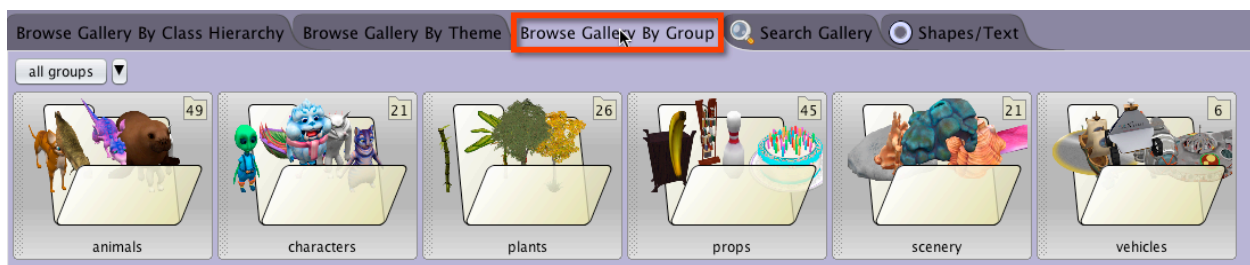 Browse Gallery By Class Hierarchy Browse Gallery By Theme Browse Gallery By Group Search Gallery Shapes/Text
all groups
49 21 26 45 21 6
animals characters plants props scenery vehicles